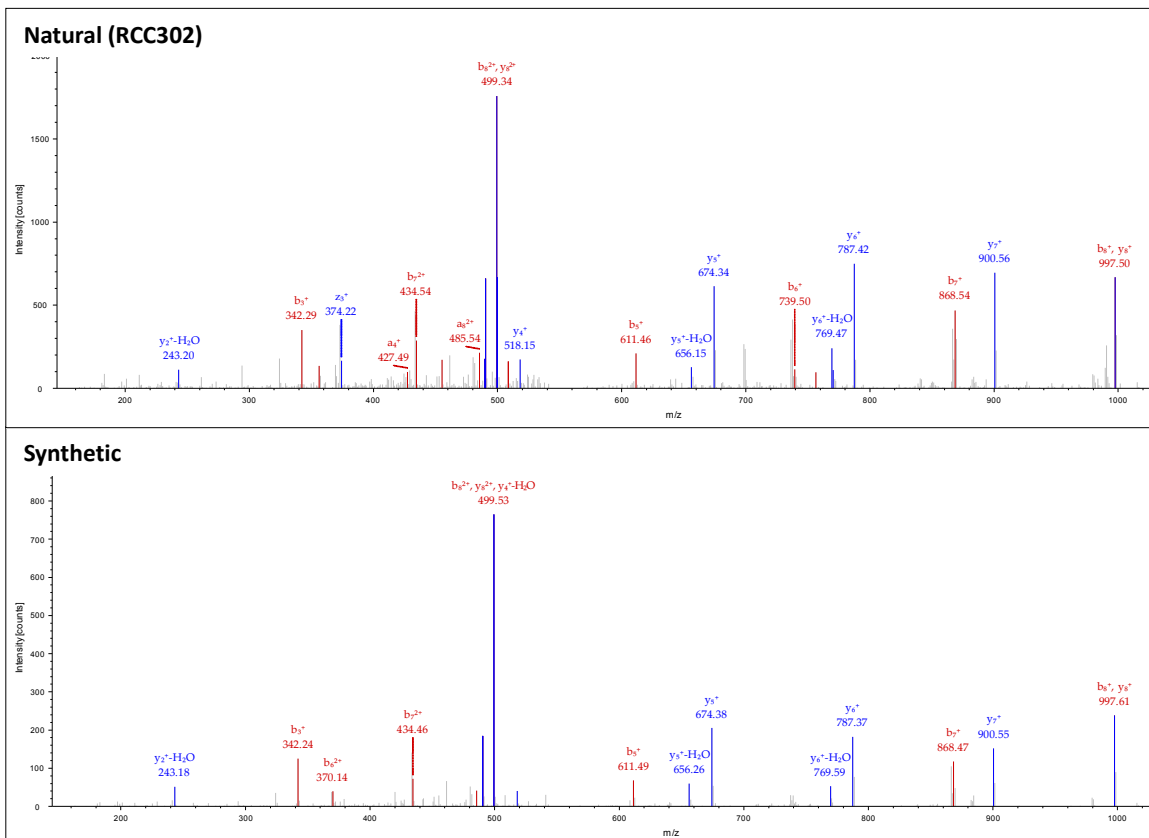 Natural (RCC302)
2000
1500
1000
500
0
Intensity [counts]
b₈²⁺, y₈²⁺
499.34
y₆⁺
787.42
y₇⁺
900.56
b₈⁺, y₈⁺
997.50
y₅⁺
674.34
b₇²⁺
434.54
z₃⁺
374.22
b₃⁺
342.29
b₆⁺
739.50
b₇⁺
868.54
a₈²⁺
485.54
y₄⁺
518.15
b₅⁺
611.46
y₆⁺-H₂O
769.47
y₅⁺-H₂O
656.15
y₂⁺-H₂O
243.20
a₄⁺
427.49
200 300 400 500 600 700 800 900 1000
m/z
Synthetic
800
700
600
500
400
300
200
100
0
Intensity [counts]
b₈²⁺, y₈²⁺, y₄⁺-H₂O
499.53
b₈⁺, y₈⁺
997.61
y₅⁺
674.38
b₇²⁺
434.46
y₆⁺
787.37
y₇⁺
900.55
b₃⁺
342.24
b₇⁺
868.47
b₅⁺
611.49
y₅⁺-H₂O
656.26
y₆⁺-H₂O
769.59
y₂⁺-H₂O
243.18
b₆²⁺
370.14
200 300 400 500 600 700 800 900 1000
m/z